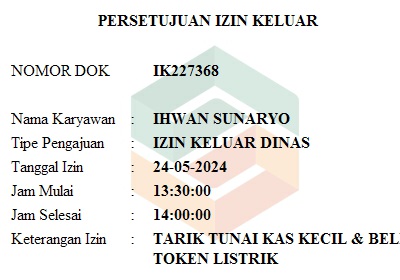 PERSETUJUAN IZIN KELUAR
NOMOR DOK IK227368
Nama Karyawan : IHWAN SUNARYO
Tipe Pengajuan : IZIN KELUAR DINAS
Tanggal Izin : 24-05-2024
Jam Mulai : 13:30:00
Jam Selesai : 14:00:00
Keterangan Izin : TARIK TUNAI KAS KECIL & BELI
TOKEN LISTRIK